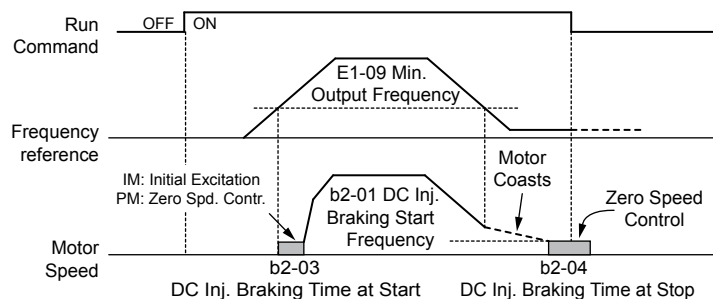 Run
Command
OFF
ON
E1-09 Min.
Output Frequency
Frequency
reference
IM: Initial Excitation
PM: Zero Spd. Contr.
b2-01 DC Inj.
Braking Start
Frequency
Motor
Coasts
Zero Speed
Control
Motor
Speed
b2-03
DC Inj. Braking Time at Start
b2-04
DC Inj. Braking Time at Stop